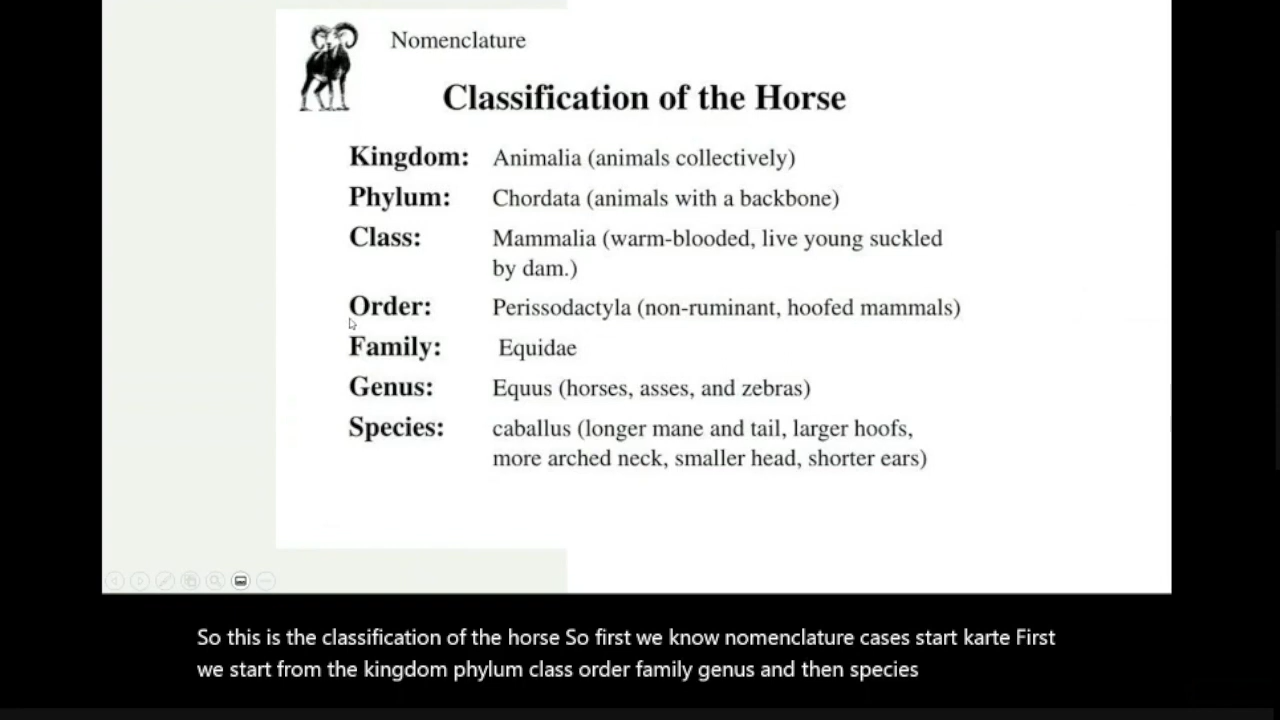 Nomenclature
Classification of the Horse
Kingdom: Animalia (animals collectively)
Phylum: Chordata (animals with a backbone)
Class: Mammalia (warm-blooded, live young suckled
by dam.)
Order: Perissodactyla (non-ruminant, hoofed mammals)
Family: Equidae
Genus: Equus (horses, asses, and zebras)
Species: caballus (longer mane and tail, larger hoofs,
more arched neck, smaller head, shorter ears)
So this is the classification of the horse So first we know nomenclature cases start karte First
we start from the kingdom phylum class order family genus and then species